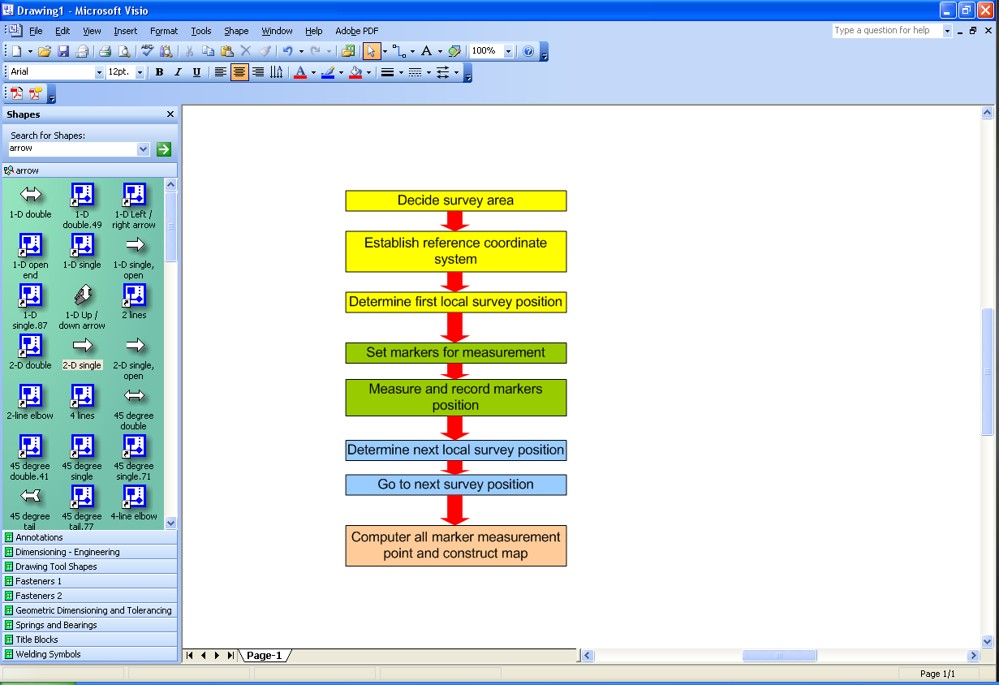 Drawing1 - Microsoft Visio
File Edit View Insert Format Tools Shape Window Help Adobe PDF
Type a question for help
100%
Arial 12pt. B I U
Shapes
Search for Shapes:
arrow
arrow
1-D double
1-D double.49
1-D Left / right arrow
1-D open end
1-D single
1-D single, open
1-D single.87
1-D Up / down arrow
2 lines
2-D double
2-D single
2-D single, open
2-line elbow
4 lines
45 degree double
45 degree double.41
45 degree single
45 degree single.71
45 degree tail
45 degree tail.77
4-line elbow
Annotations
Dimensioning - Engineering
Drawing Tool Shapes
Fasteners 1
Fasteners 2
Geometric Dimensioning and Tolerancing
Springs and Bearings
Title Blocks
Welding Symbols
Decide survey area
Establish reference coordinate
system
Determine first local survey position
Set markers for measurement
Measure and record markers
position
Determine next local survey position
Go to next survey position
Computer all marker measurement
point and construct map
Page-1
Page 1/1